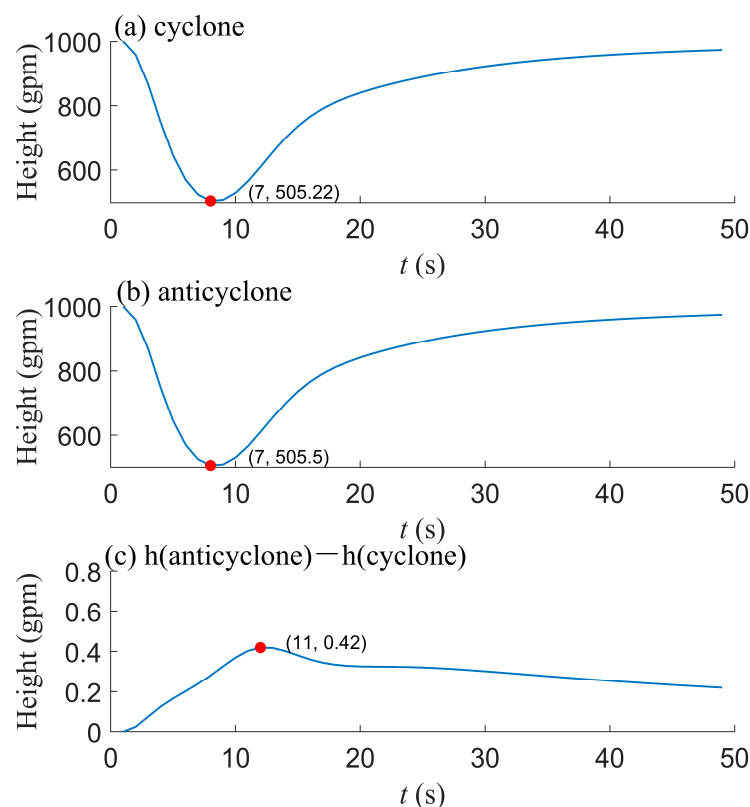 (a) cyclone
1000
800
600
Height (gpm)
(7, 505.22)
0 10 20 30 40 50
t (s)
(b) anticyclone
1000
800
600
Height (gpm)
(7, 505.5)
0 10 20 30 40 50
t (s)
(c) h(anticyclone)－h(cyclone)
0.8
0.6
0.4
0.2
0
Height (gpm)
(11, 0.42)
0 10 20 30 40 50
t (s)